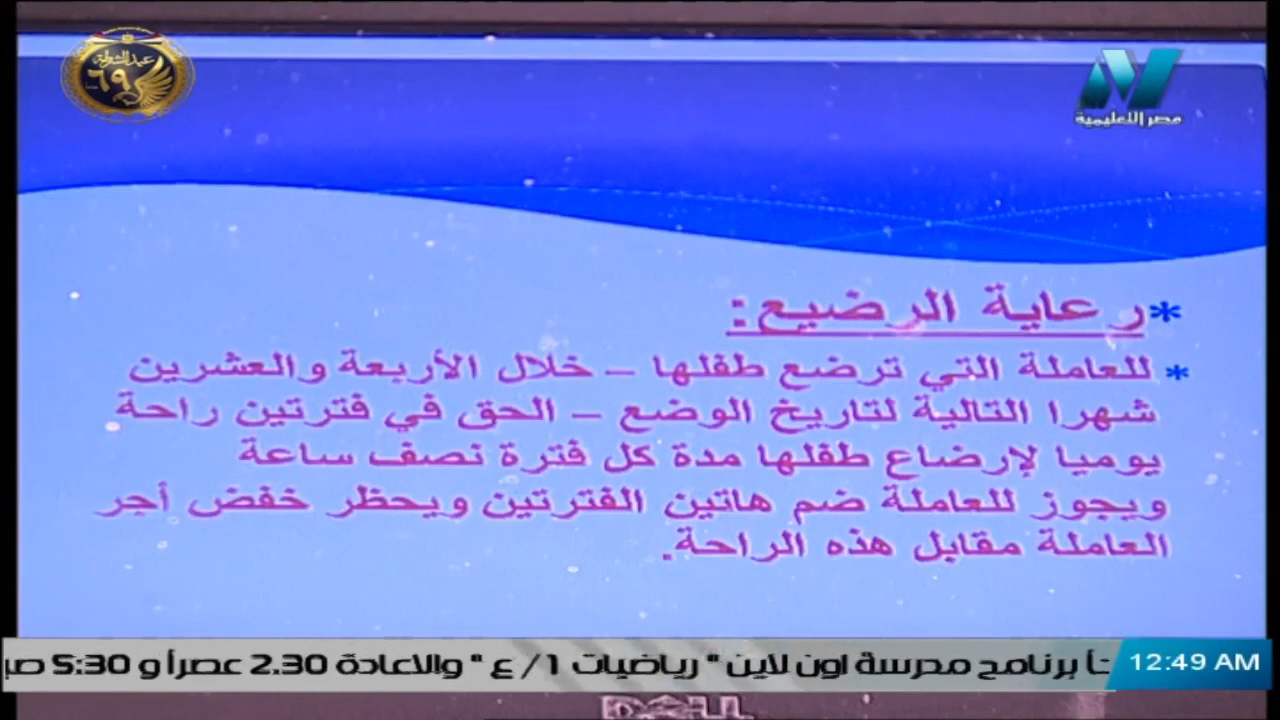 عيد الشرطة
٦٩
مصر التعليمية
*رعاية الرضيع:
* للعاملة التي ترضع طفلها – خلال الأربعة والعشرين
شهرا التالية لتاريخ الوضع – الحق في فترتين راحة
يوميا لإرضاع طفلها مدة كل فترة نصف ساعة
ويجوز للعاملة ضم هاتين الفترتين ويحظر خفض أجر
العاملة مقابل هذه الراحة.
برنامج مدرسة اون لاين " رياضيات 1/ ع " والاعادة 2.30 عصرأ و 5:30
12:49 AM
DELL